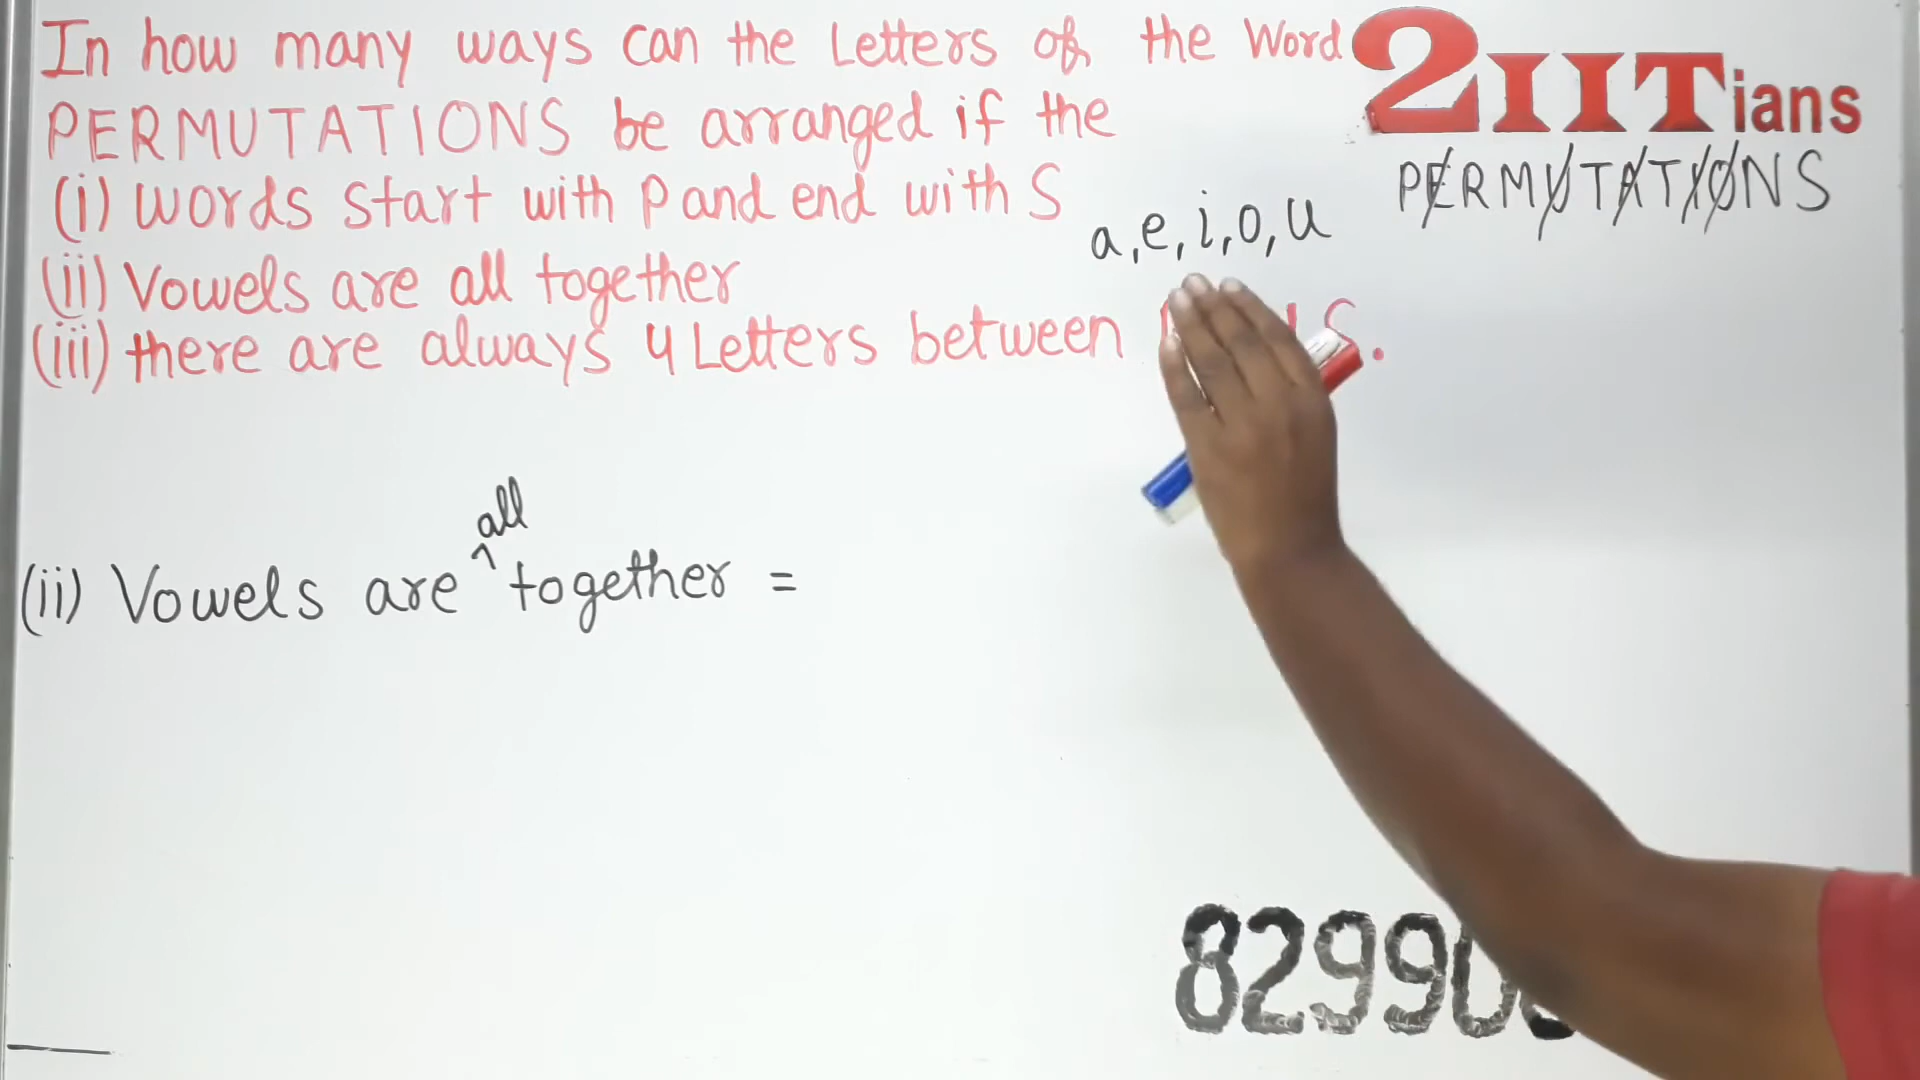 In how many ways can the Letters of the Word
PERMUTATIONS be arranged if the
(i) words start with P and end with S
(ii) Vowels are all together
(iii) there are always 4 Letters between S.
2IITians
PERMUTATIONS
a, e, i, o, u
all
(ii) Vowels are ^ together =
8299